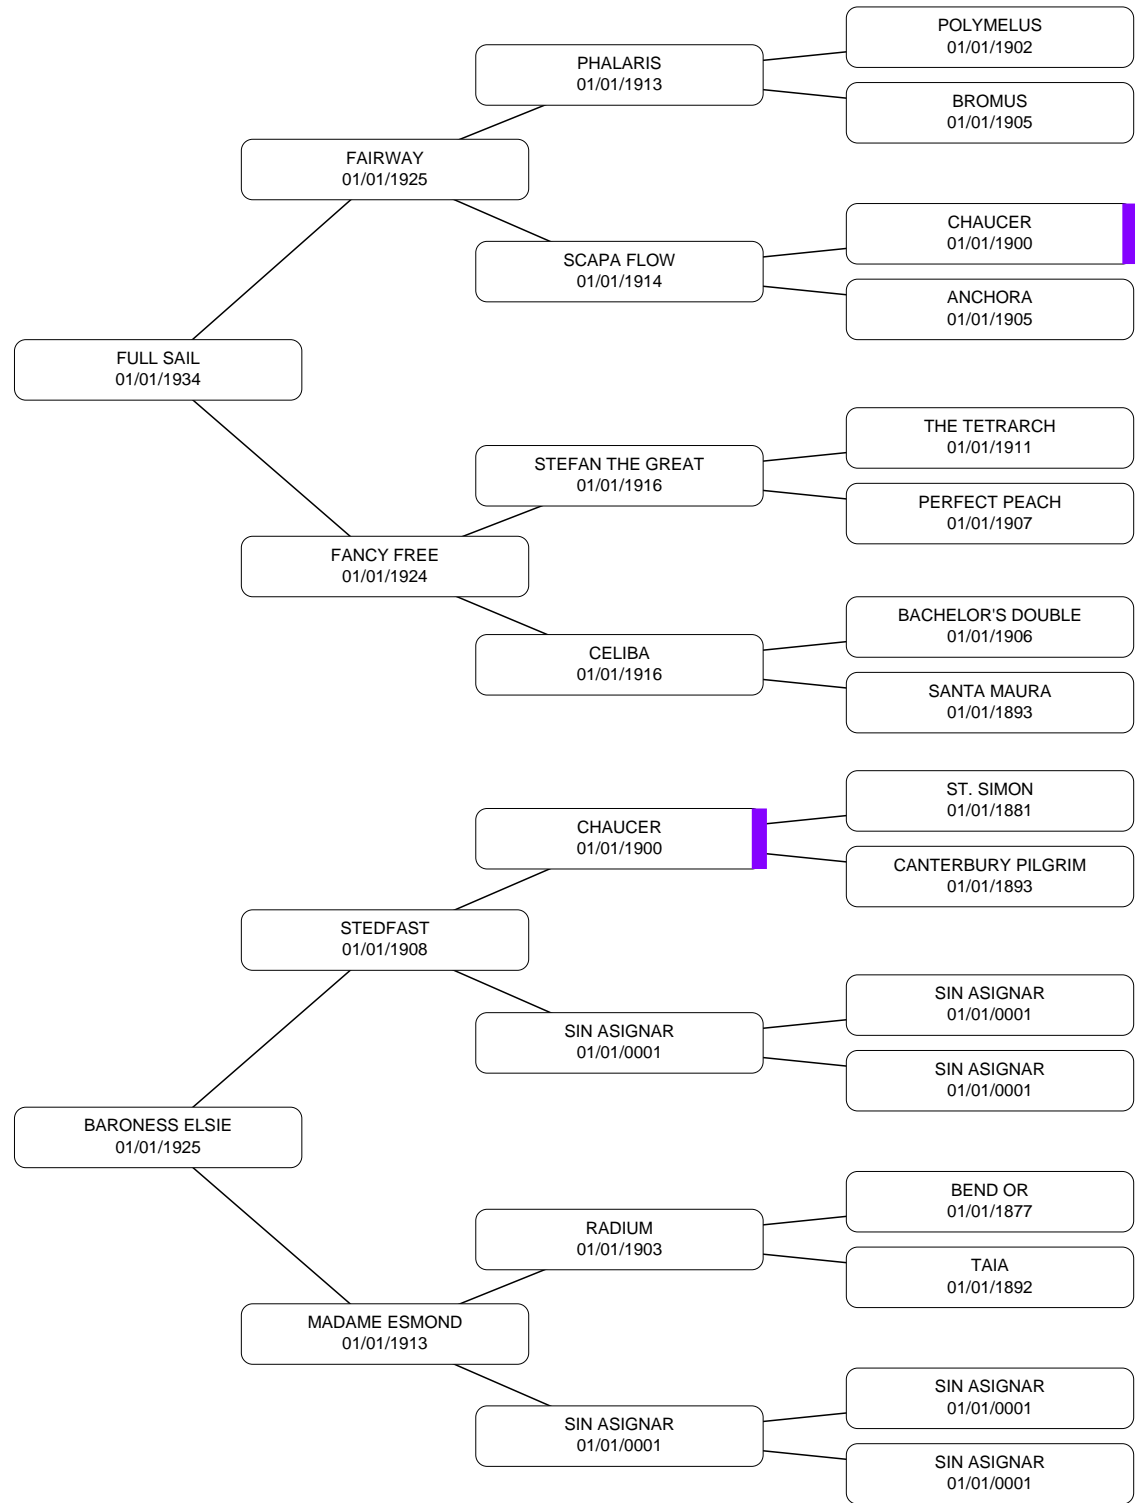 POLYMELUS
01/01/1902
PHALARIS
01/01/1913
BROMUS
01/01/1905
FAIRWAY
01/01/1925
CHAUCER
01/01/1900
SCAPA FLOW
01/01/1914
ANCHORA
01/01/1905
FULL SAIL
01/01/1934
THE TETRARCH
01/01/1911
STEFAN THE GREAT
01/01/1916
PERFECT PEACH
01/01/1907
FANCY FREE
01/01/1924
BACHELOR'S DOUBLE
01/01/1906
CELIBA
01/01/1916
SANTA MAURA
01/01/1893
ST. SIMON
01/01/1881
CHAUCER
01/01/1900
CANTERBURY PILGRIM
01/01/1893
STEDFAST
01/01/1908
SIN ASIGNAR
01/01/0001
SIN ASIGNAR
01/01/0001
SIN ASIGNAR
01/01/0001
BARONESS ELSIE
01/01/1925
BEND OR
01/01/1877
RADIUM
01/01/1903
TAIA
01/01/1892
MADAME ESMOND
01/01/1913
SIN ASIGNAR
01/01/0001
SIN ASIGNAR
01/01/0001
SIN ASIGNAR
01/01/0001